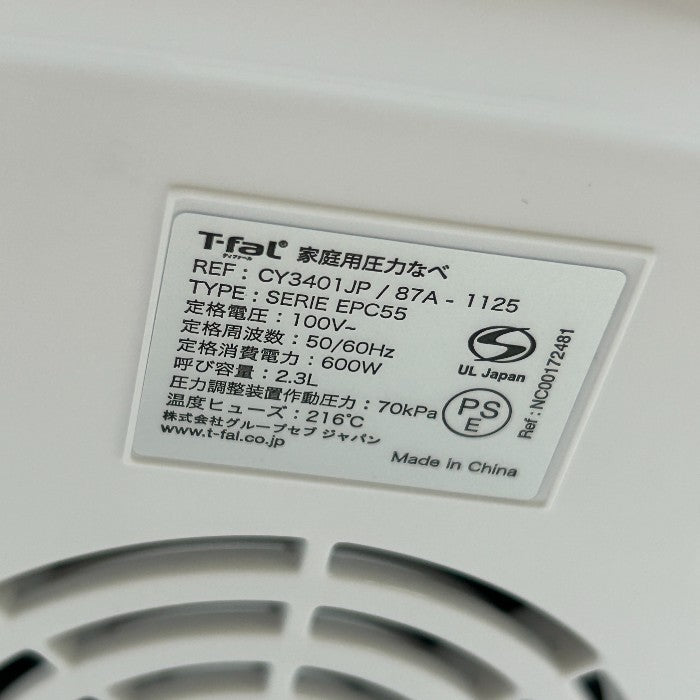 T-fal® 家庭用圧力なべ
ティファール
REF : CY3401JP / 87A - 1125
TYPE : SERIE EPC55
定格電圧 : 100V~
定格周波数 : 50/60Hz
定格消費電力 : 600W
呼び容量 : 2.3L
圧力調整装置作動圧力 : 70kPa
温度ヒューズ : 216℃
株式会社グループセブ ジャパン
www.t-fal.co.jp
S
UL Japan
PS
E
Ref : NC00172481
Made in China